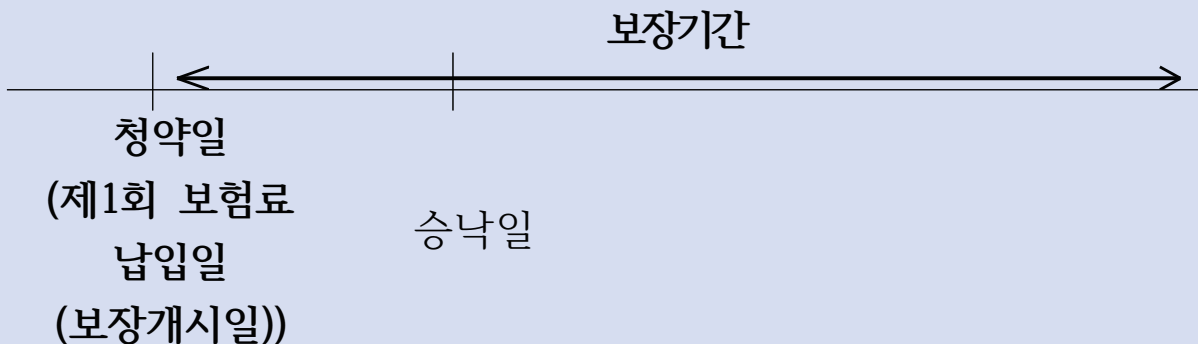 보장기간
청약일
(제1회 보험료
납입일
(보장개시일))
승낙일